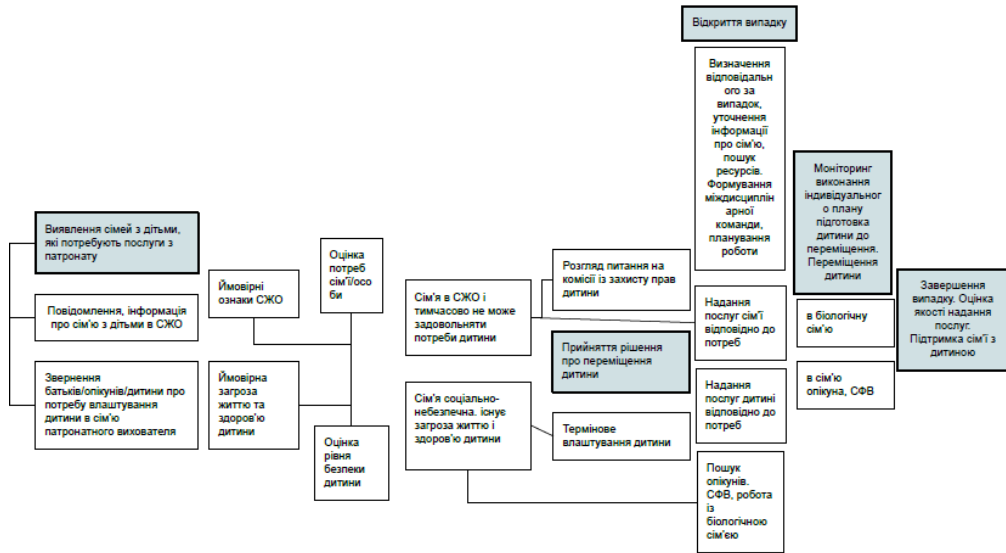 Виявлення сімей з дітьми,
які потребують послуги з
патронату
Повідомлення, інформація
про сім'ю з дітьми в СЖО
Звернення
батьків/опікунів/дитини про
потребу влаштування
дитини в сім'ю
патронатного вихователя
Ймовірні
ознаки СЖО
Ймовірна
загроза
життю та
здоров'ю
дитини
Оцінка
потреб
сім'ї/осо
би
Оцінка
рівня
безпеки
дитини
Сім'я в СЖО і
тимчасово не може
задовольняти
потреби дитини
Сім'я соціально-
небезпечна. існує
загроза життю і
здоров'ю дитини
Розгляд питання на
комісії із захисту прав
дитини
Прийняття рішення
про переміщення
дитини
Термінове
влаштування дитини
Відкриття випадку
Визначення
відповідальн
ого за
випадок,
уточнення
інформації
про сім'ю,
пошук
ресурсів.
Формування
міждисциплін
арної
команди,
планування
роботи
Надання
послуг сім'ї
відповідно до
потреб
Надання
послуг дитині
відповідно до
потреб
Пошук
опікунів.
СФВ, робота
із
біологічною
сім'єю
Моніторинг
виконання
індивідуальног
о плану
підготовка
дитини до
переміщення.
Переміщення
дитини
в біологічну
сім'ю
в сім'ю
опікуна, СФВ
Завершення
випадку. Оцінка
якості надання
послуг.
Підтримка сім'ї з
дитиною